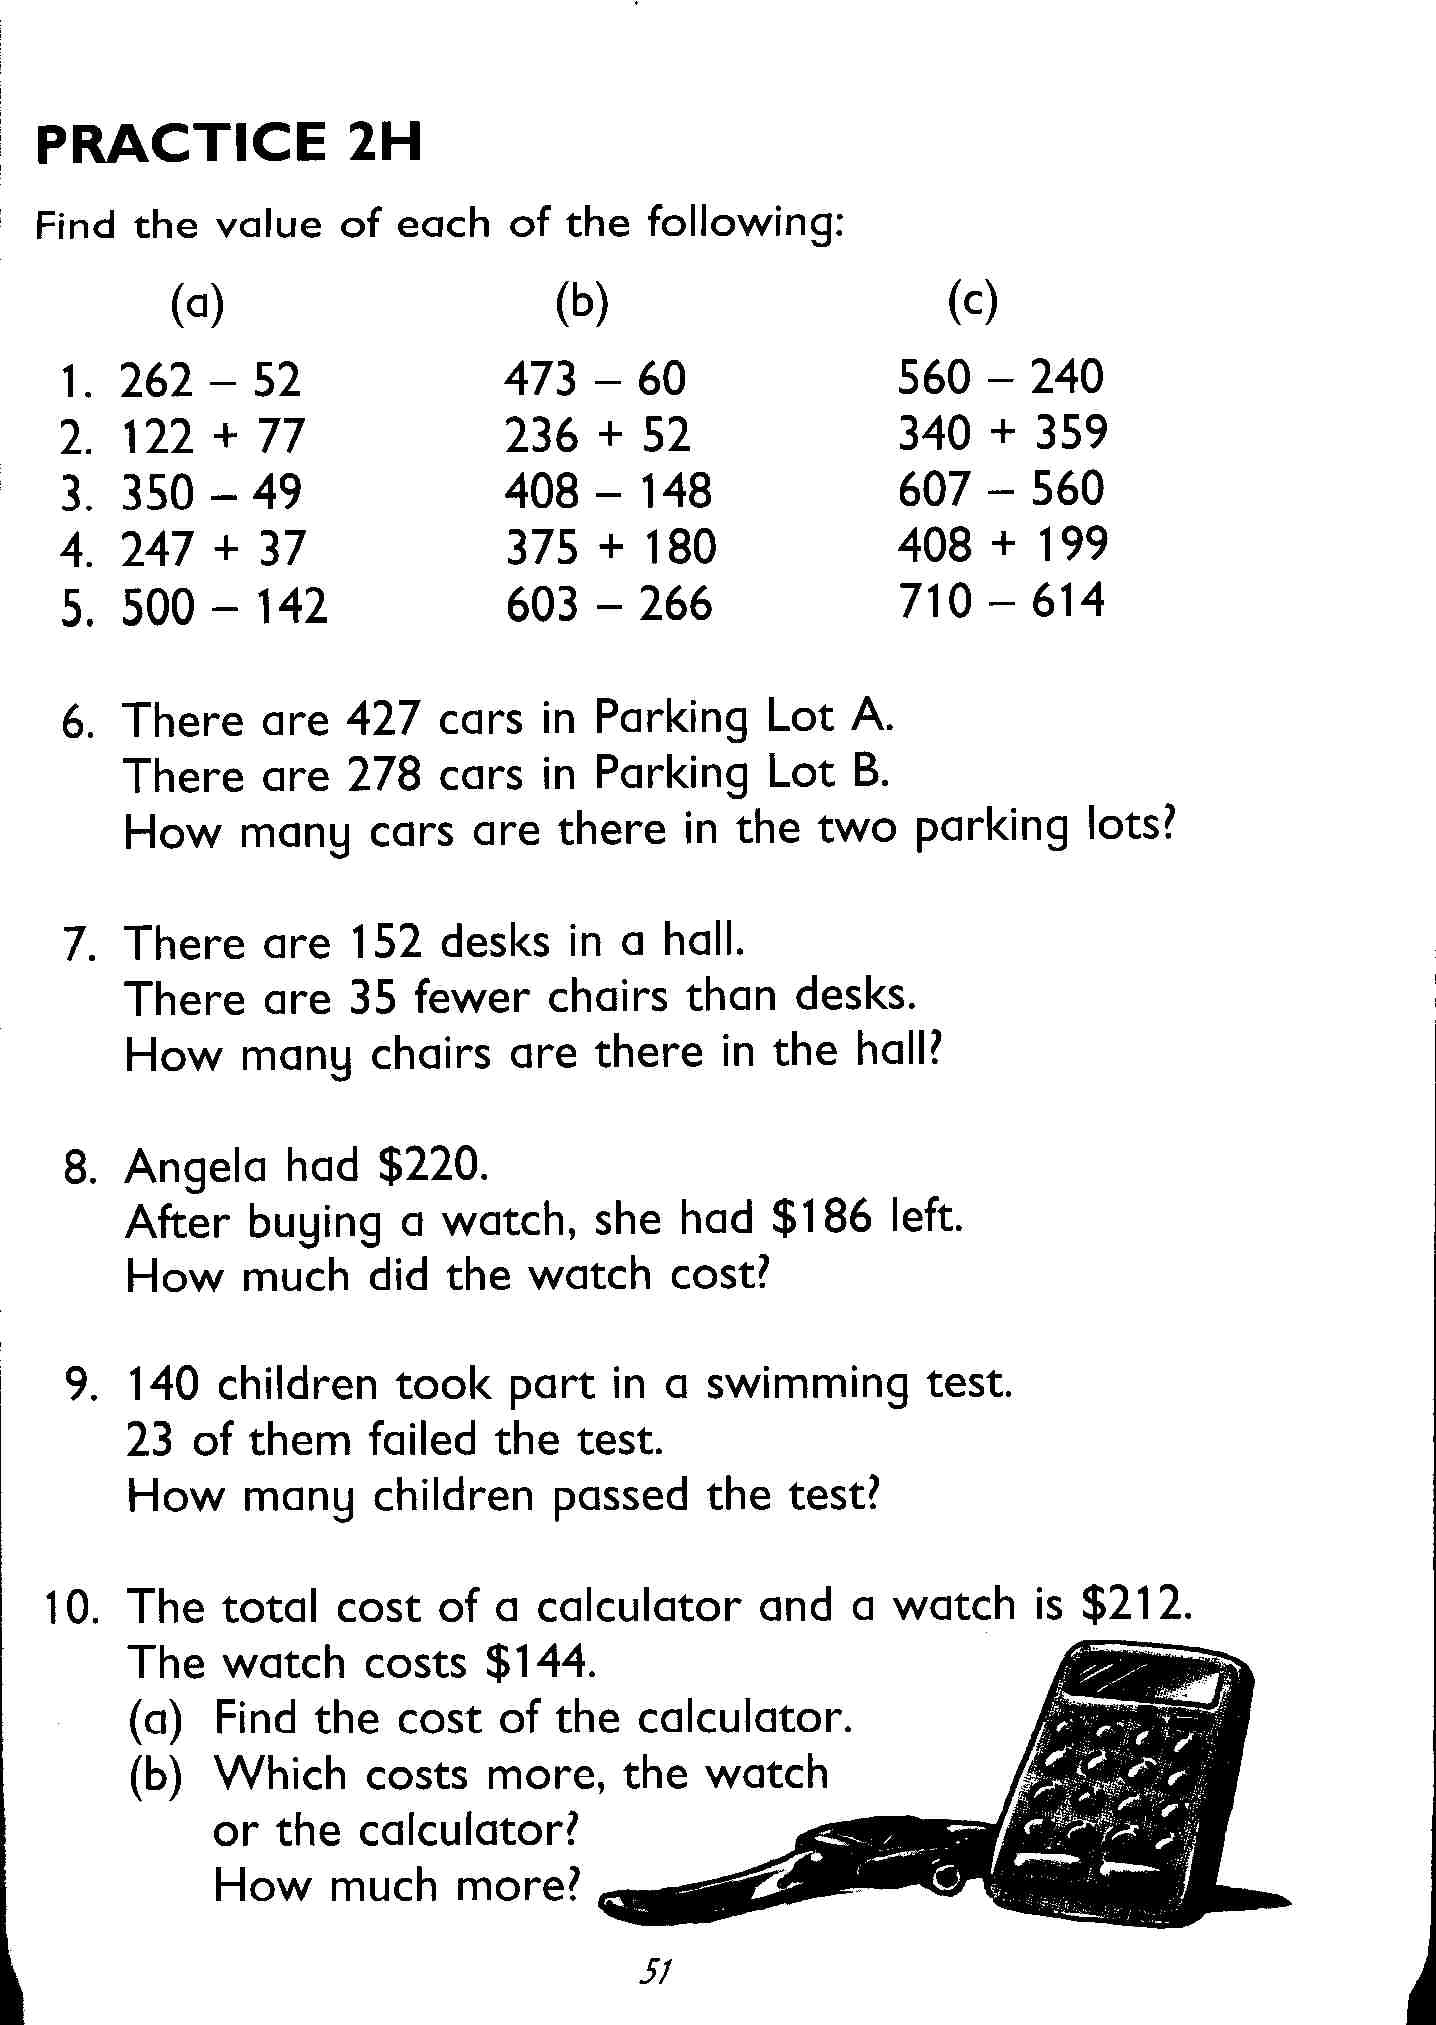 PRACTICE 2H
Find the value of each of the following:
(a) (b) (c)
1. 262 – 52 473 – 60 560 – 240
2. 122 + 77 236 + 52 340 + 359
3. 350 – 49 408 – 148 607 – 560
4. 247 + 37 375 + 180 408 + 199
5. 500 – 142 603 – 266 710 – 614
6. There are 427 cars in Parking Lot A.
There are 278 cars in Parking Lot B.
How many cars are there in the two parking lots?
7. There are 152 desks in a hall.
There are 35 fewer chairs than desks.
How many chairs are there in the hall?
8. Angela had $220.
After buying a watch, she had $186 left.
How much did the watch cost?
9. 140 children took part in a swimming test.
23 of them failed the test.
How many children passed the test?
10. The total cost of a calculator and a watch is $212.
The watch costs $144.
(a) Find the cost of the calculator.
(b) Which costs more, the watch
or the calculator?
How much more?
51